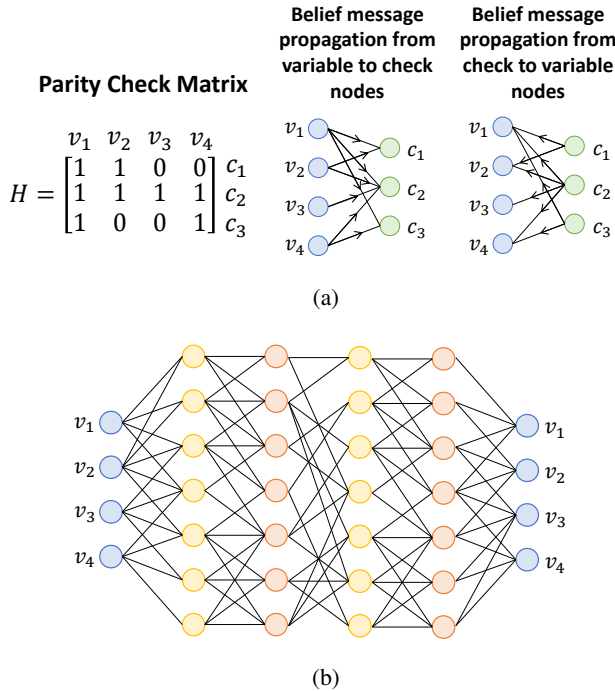 Belief message
propagation from
variable to check
nodes
Belief message
propagation from
check to variable
nodes
Parity Check Matrix
v₁ v₂ v₃ v₄
H = [1 1 0 0] c₁
[1 1 1 1] c₂
[1 0 0 1] c₃
v₁
v₂
v₃
v₄
c₁
c₂
c₃
v₁
v₂
v₃
v₄
c₁
c₂
c₃
(a)
v₁
v₂
v₃
v₄
v₁
v₂
v₃
v₄
(b)